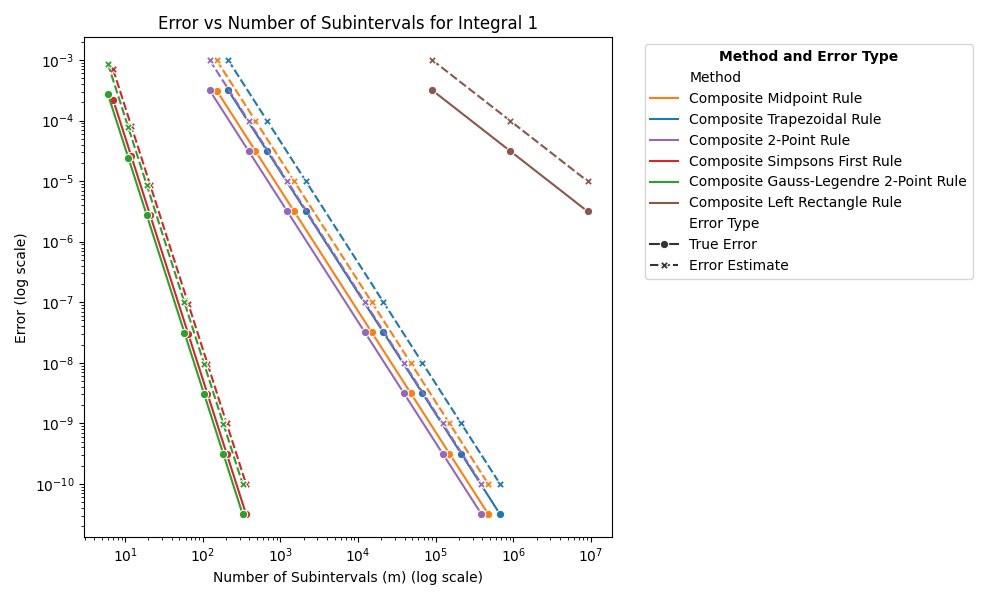 Error vs Number of Subintervals for Integral 1
Error (log scale)
10⁻³
10⁻⁴
10⁻⁵
10⁻⁶
10⁻⁷
10⁻⁸
10⁻⁹
10⁻¹⁰
10¹ 10² 10³ 10⁴ 10⁵ 10⁶ 10⁷
Number of Subintervals (m) (log scale)
Method and Error Type
Method
Composite Midpoint Rule
Composite Trapezoidal Rule
Composite 2-Point Rule
Composite Simpsons First Rule
Composite Gauss-Legendre 2-Point Rule
Composite Left Rectangle Rule
Error Type
True Error
Error Estimate